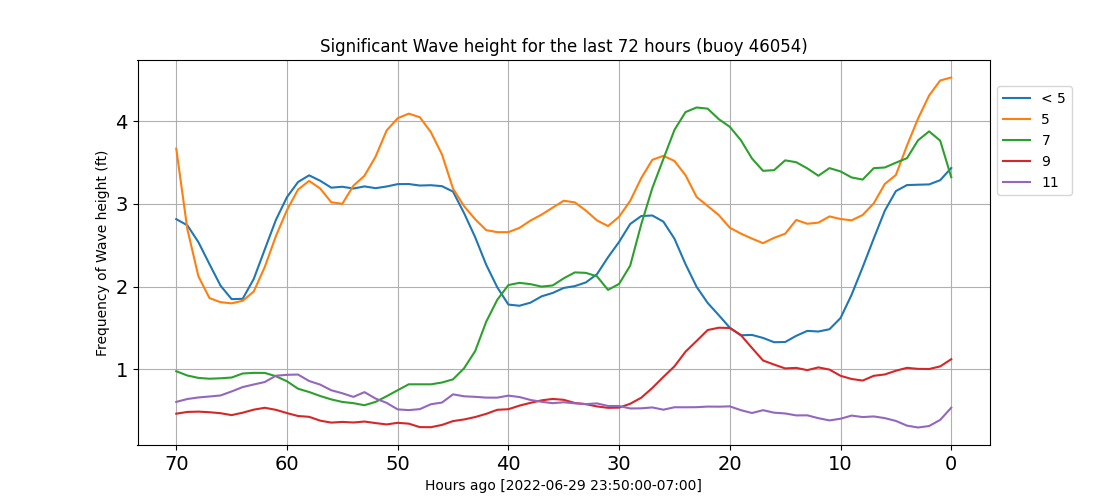 Significant Wave height for the last 72 hours (buoy 46054)
Frequency of Wave height (ft)
4
3
2
1
70 60 50 40 30 20 10 0
Hours ago [2022-06-29 23:50:00-07:00]
< 5
5
7
9
11